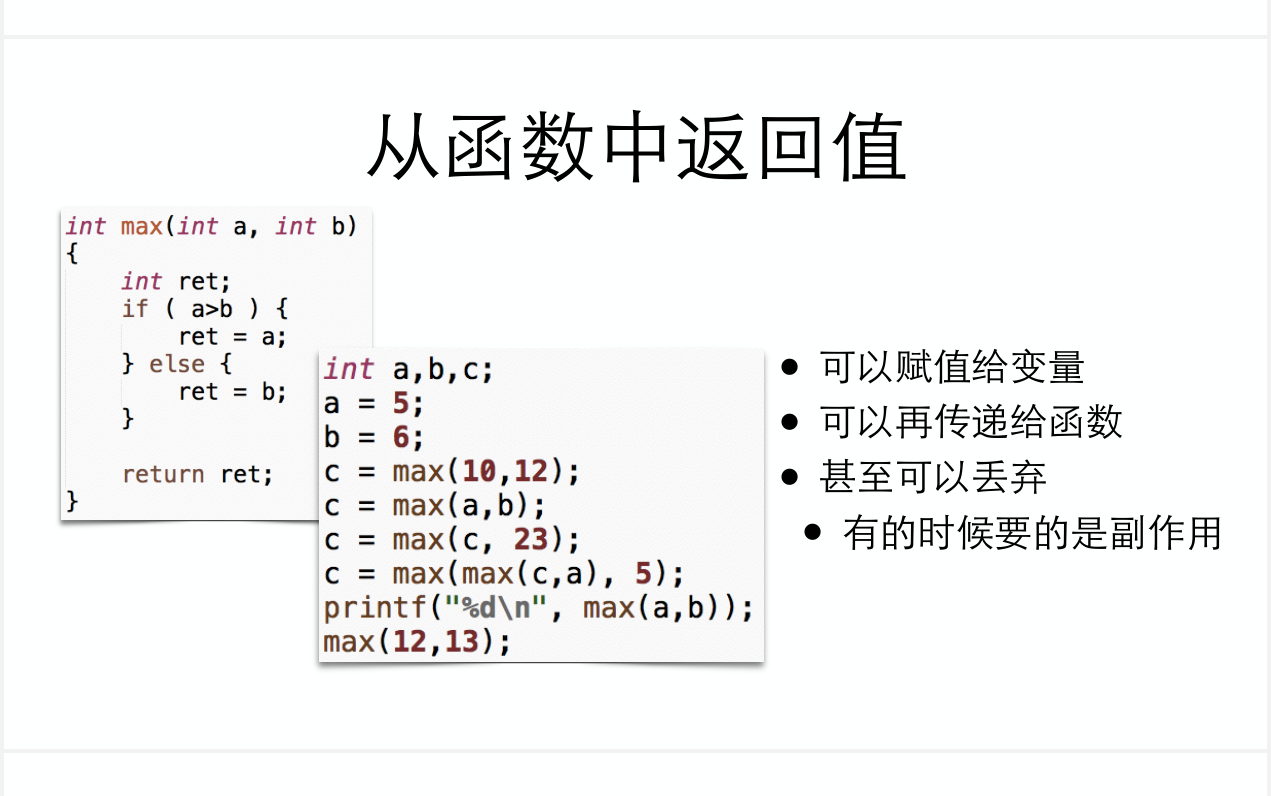 从函数中返回值
int max(int a, int b)
{
    int ret;
    if ( a>b ) {
        ret = a;
    } else {
        ret = b;
    }

    return ret;
}
int a,b,c;
a = 5;
b = 6;
c = max(10,12);
c = max(a,b);
c = max(c, 23);
c = max(max(c,a), 5);
printf("%d\n", max(a,b));
max(12,13);
• 可以赋值给变量
• 可以再传递给函数
• 甚至可以丢弃
• 有的时候要的是副作用